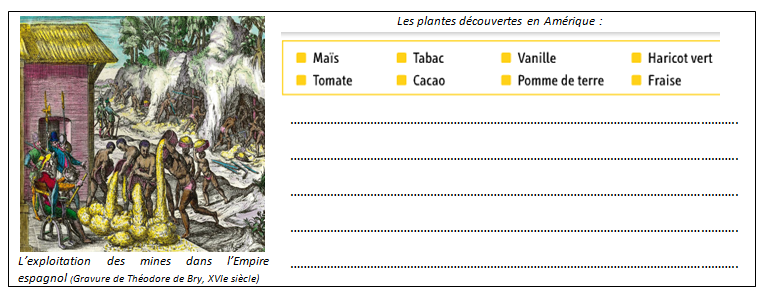 Les plantes découvertes en Amérique :
Maïs Tabac Vanille Haricot vert
Tomate Cacao Pomme de terre Fraise
L’exploitation des mines dans l’Empire
espagnol (Gravure de Théodore de Bry, XVIe siècle)